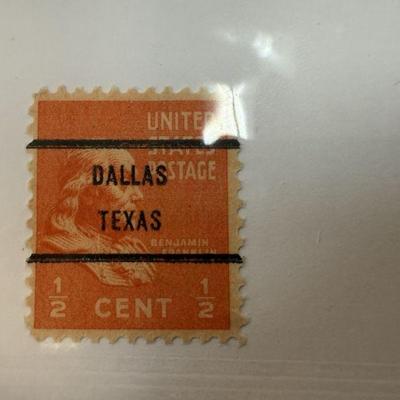 UNITED
STATES
POSTAGE
DALLAS
TEXAS
BENJAMIN
FRANKLIN
1/2 CENT 1/2